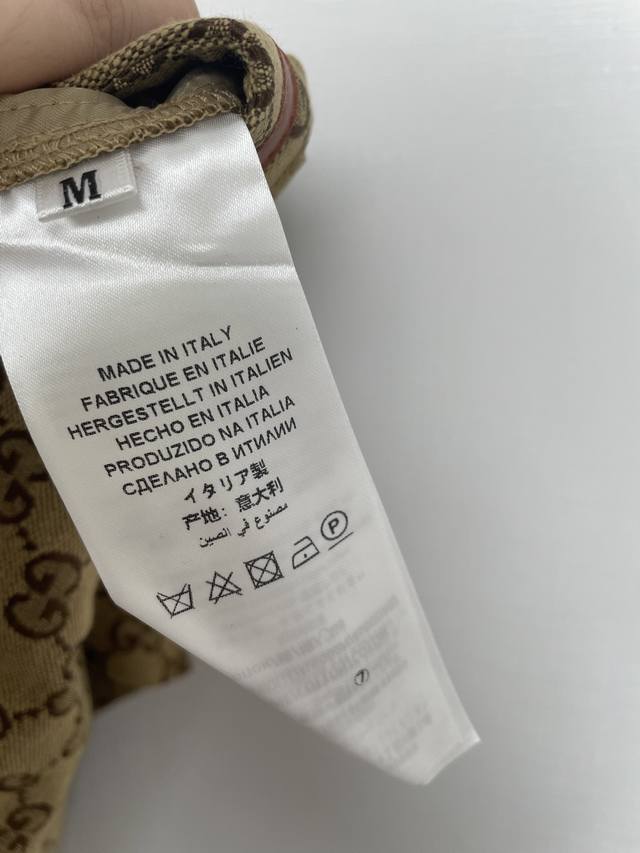 M
MADE IN ITALY
FABRIQUE EN ITALIE
HERGESTELLT IN ITALIEN
HECHO EN ITALIA
PRODUZIDO NA ITALIA
СДЕЛАНО В ИТИЛИИ
イタリア製
产地: 意大利
مصنوع في الصين
P
7